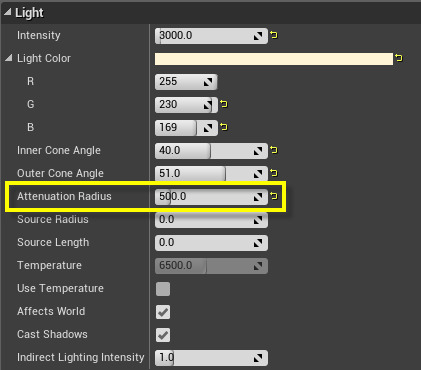 Light
Intensity 3000.0
Light Color
R 255
G 230
B 169
Inner Cone Angle 40.0
Outer Cone Angle 51.0
Attenuation Radius 500.0
Source Radius 0.0
Source Length 0.0
Temperature 6500.0
Use Temperature
Affects World
Cast Shadows
Indirect Lighting Intensity 1.0